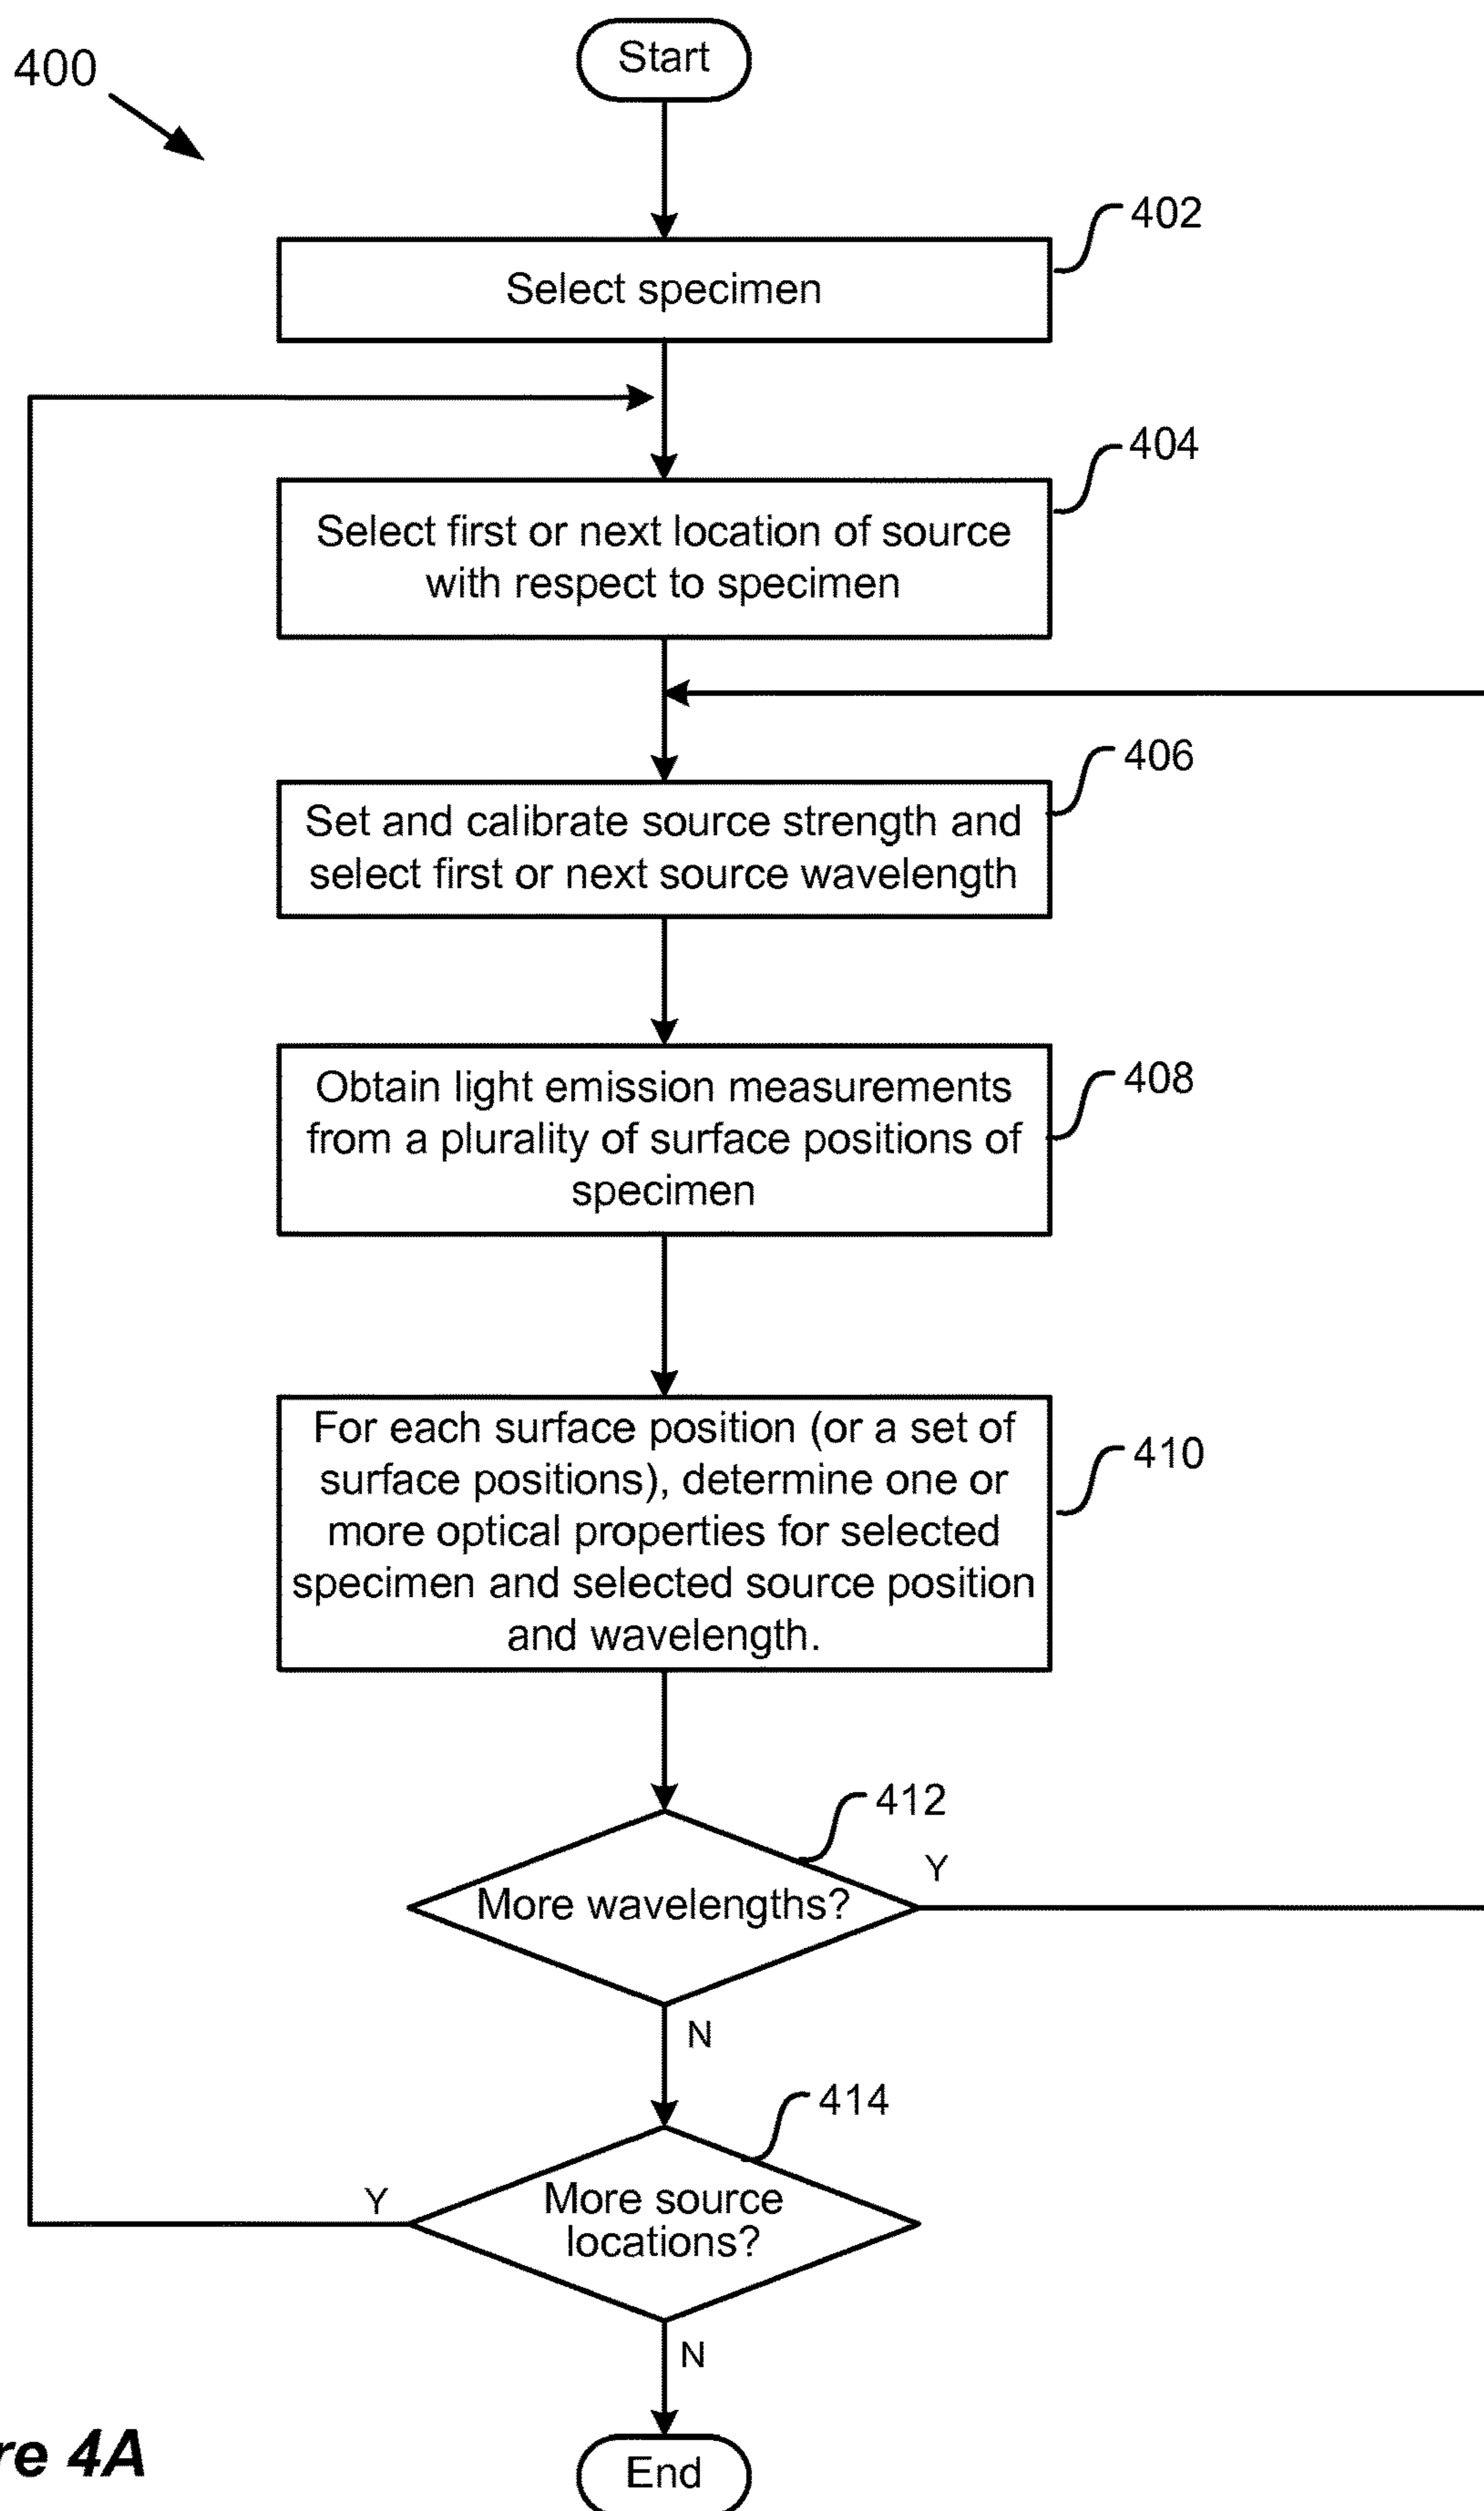 400
Start
402
Select specimen
404
Select first or next location of source
with respect to specimen
406
Set and calibrate source strength and
select first or next source wavelength
408
Obtain light emission measurements
from a plurality of surface positions of
specimen
410
For each surface position (or a set of
surface positions), determine one or
more optical properties for selected
specimen and selected source position
and wavelength.
412
More wavelengths?
Y
N
414
More source
locations?
Y
N
End
re 4A